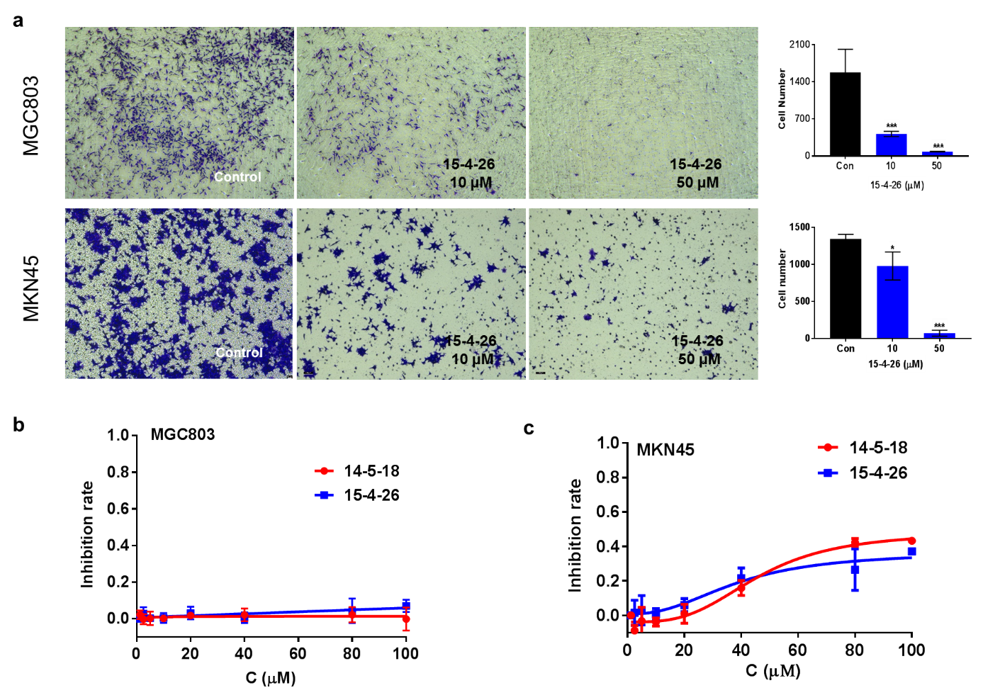 a
MGC803
Control
15-4-26
10 µM
15-4-26
50 µM
Cell Number
2100
1400
700
0
***
***
Con
10
50
15-4-26 (µM)
MKN45
Control
15-4-26
10 µM
15-4-26
50 µM
Cell number
1500
1000
500
0
*
***
Con
10
50
15-4-26 (µM)
b
MGC803
14-5-18
15-4-26
Inhibition rate
1.0
0.8
0.6
0.4
0.2
0.0
0
20
40
60
80
100
C (µM)
c
MKN45
14-5-18
15-4-26
Inhibition rate
1.0
0.8
0.6
0.4
0.2
0.0
0
20
40
60
80
100
C (µM)